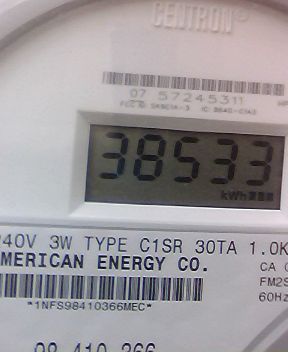 CENTRON®
07 57245311
38533
kWh
240V 3W TYPE C1SR 30TA 1.0K
AMERICAN ENERGY CO. CA
FM2S
60Hz
*1NFS98410366MEC*
98 410 366